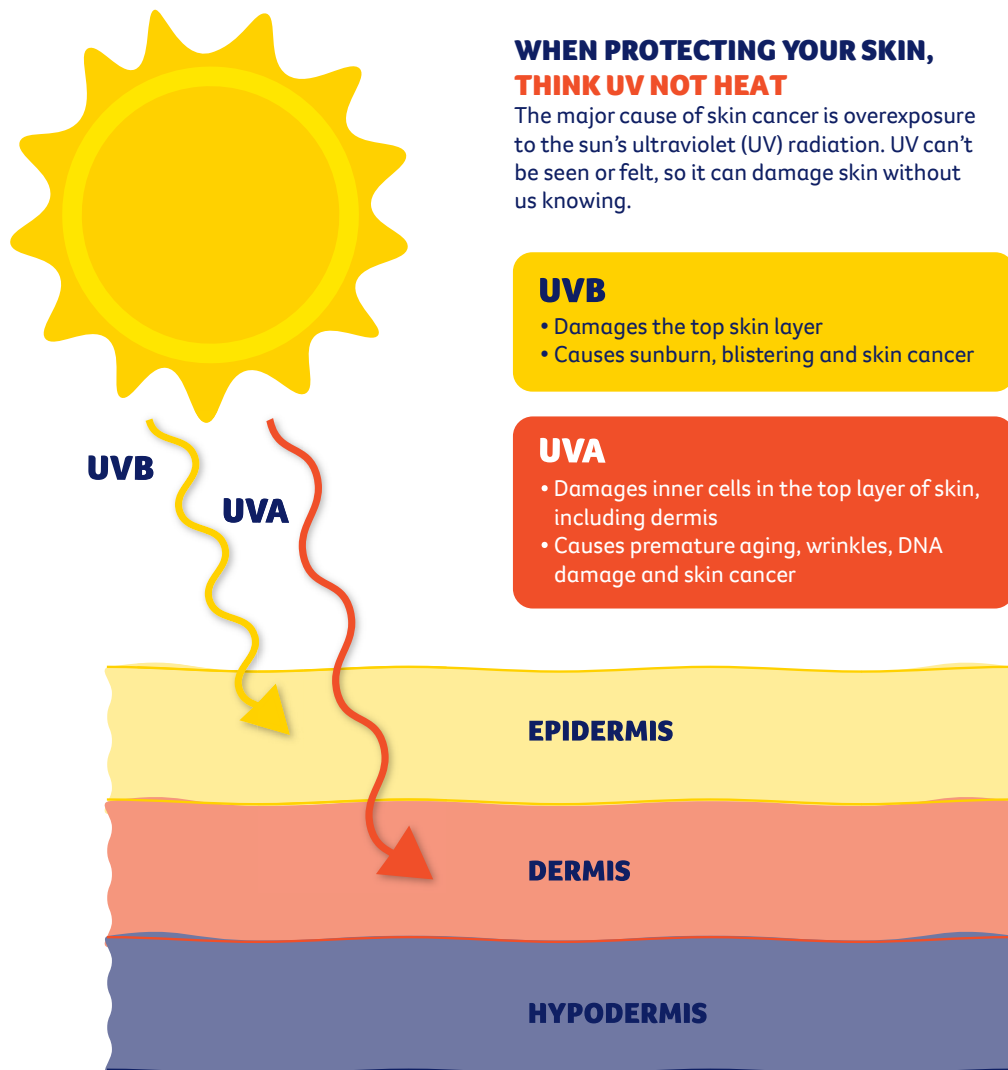 WHEN PROTECTING YOUR SKIN,
THINK UV NOT HEAT
The major cause of skin cancer is overexposure
to the sun's ultraviolet (UV) radiation. UV can't
be seen or felt, so it can damage skin without
us knowing.
UVB
• Damages the top skin layer
• Causes sunburn, blistering and skin cancer
UVA
• Damages inner cells in the top layer of skin,
including dermis
• Causes premature aging, wrinkles, DNA
damage and skin cancer
UVB
UVA
EPIDERMIS
DERMIS
HYPODERMIS